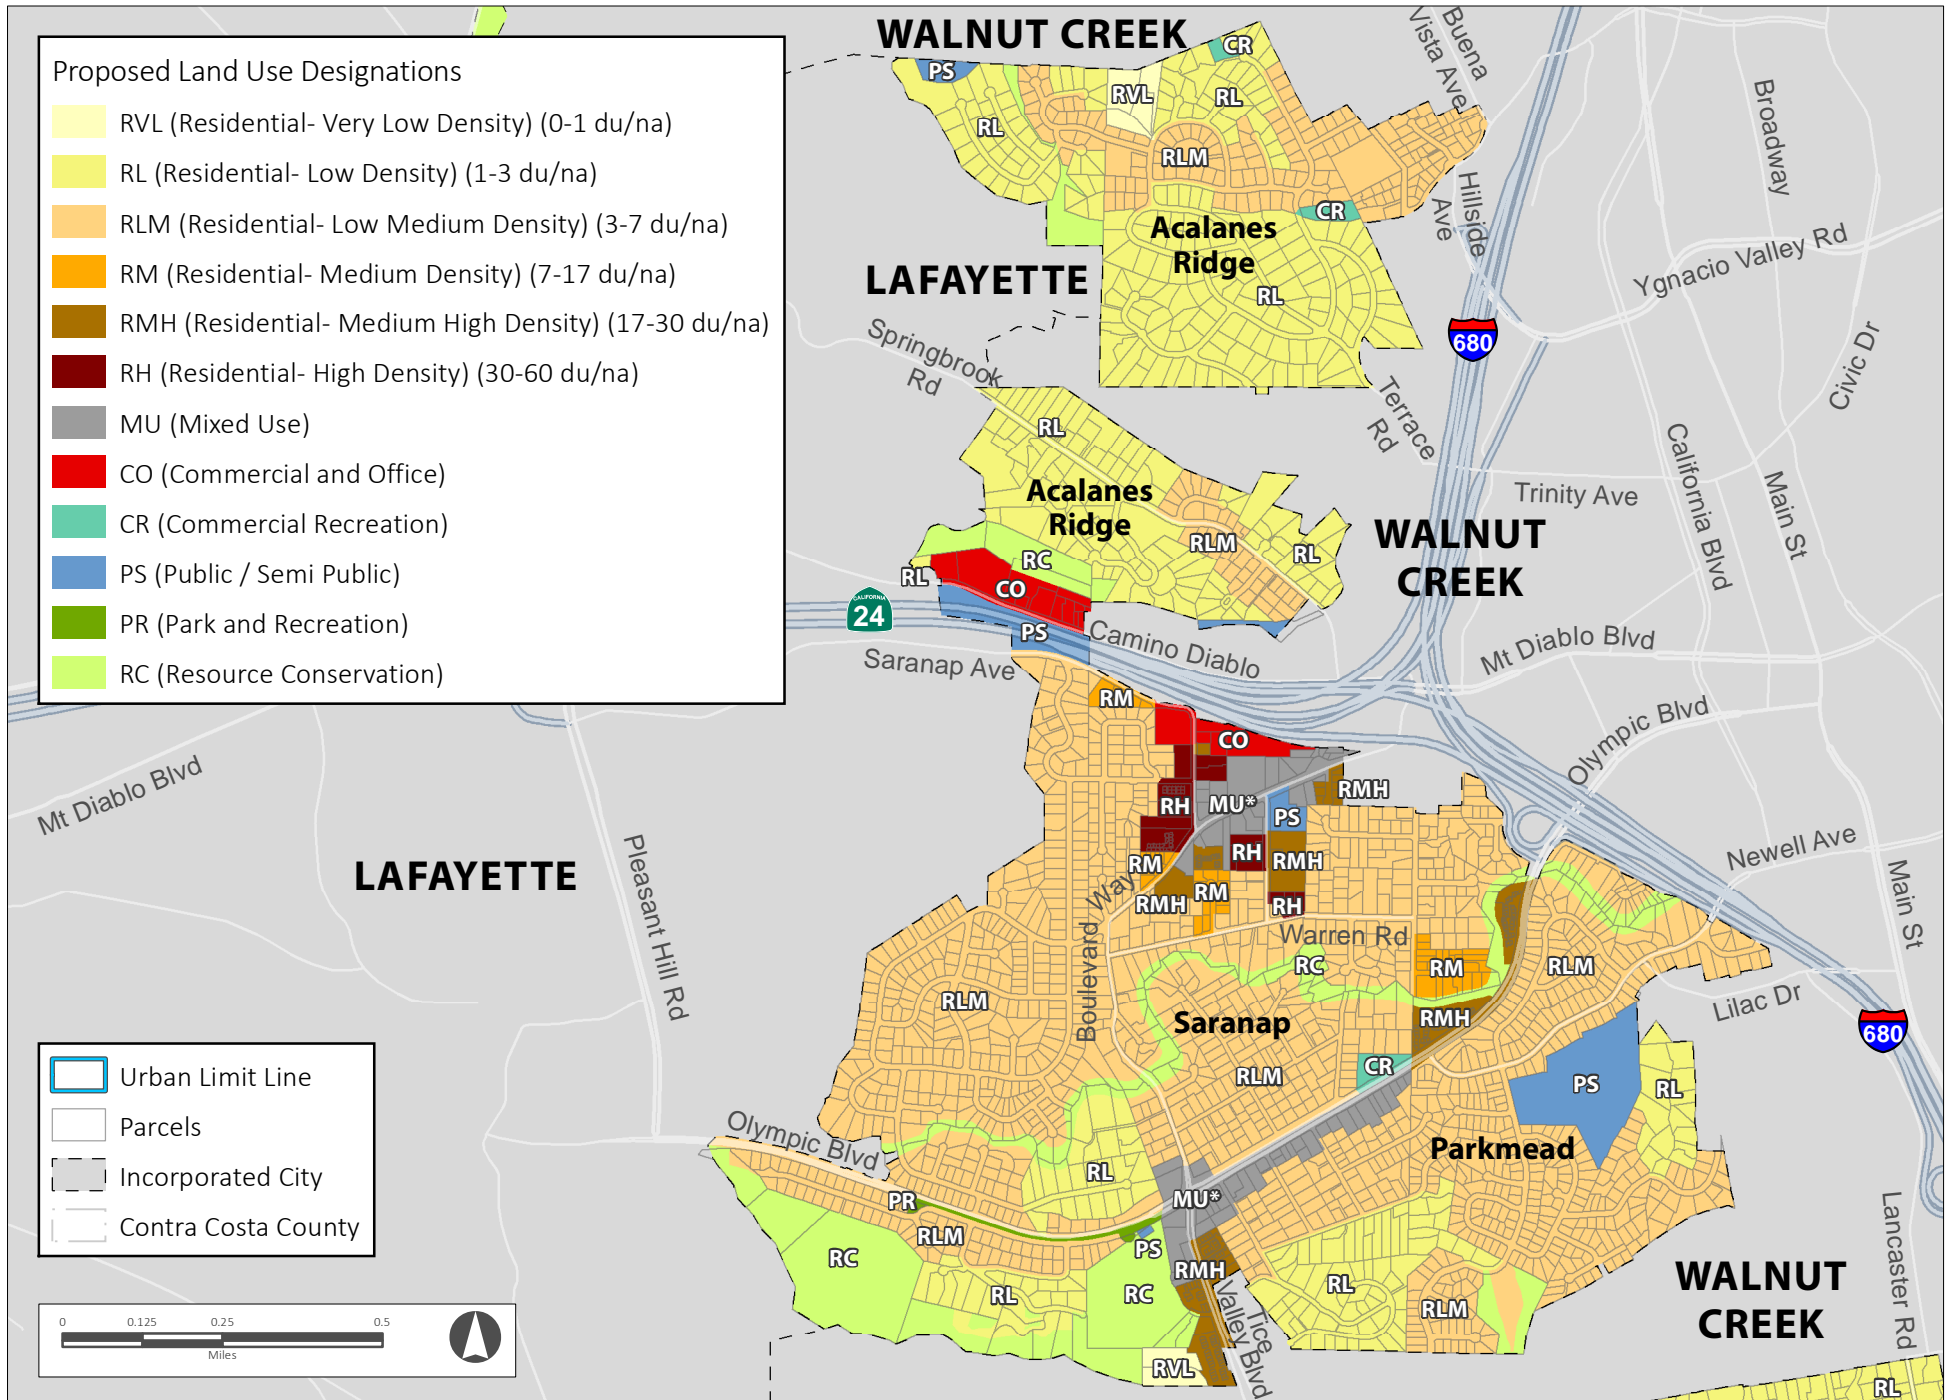 Proposed Land Use Designations
RVL (Residential- Very Low Density) (0-1 du/na)
RL (Residential- Low Density) (1-3 du/na)
RLM (Residential- Low Medium Density) (3-7 du/na)
RM (Residential- Medium Density) (7-17 du/na)
RMH (Residential- Medium High Density) (17-30 du/na)
RH (Residential- High Density) (30-60 du/na)
MU (Mixed Use)
CO (Commercial and Office)
CR (Commercial Recreation)
PS (Public / Semi Public)
PR (Park and Recreation)
RC (Resource Conservation)
Urban Limit Line
Parcels
Incorporated City
Contra Costa County
0 0.125 0.25 0.5
Miles
WALNUT CREEK
CR
PS
RVL
RL
RL
RLM
CR
Acalanes
Ridge
RL
LAFAYETTE
Buena
Vista Ave
Hillside
Ave
Broadway
Ygnacio Valley Rd
Civic Dr
680
Springbrook
Rd
Terrace
Rd
Trinity Ave
California Blvd
Main St
RL
Acalanes
Ridge
RLM
RL
WALNUT
CREEK
RC
RL
CO
PS
CALIFORNIA
24
Camino Diablo
Saranap Ave
Mt Diablo Blvd
Olympic Blvd
RM
CO
RH
MU*
RMH
PS
RM
RH
RMH
RMH
RM
RH
Boulevard Way
Warren Rd
Newell Ave
Main St
Mt Diablo Blvd
LAFAYETTE
Pleasant Hill Rd
RC
RM
RLM
RLM
Saranap
RMH
Lilac Dr
680
RLM
CR
PS
RL
Parkmead
Olympic Blvd
RL
MU*
PR
RLM
PS
RC
RMH
RC
RL
RL
RLM
RVL
Tice
Valley Blvd
WALNUT
CREEK
Lancaster Rd
RL